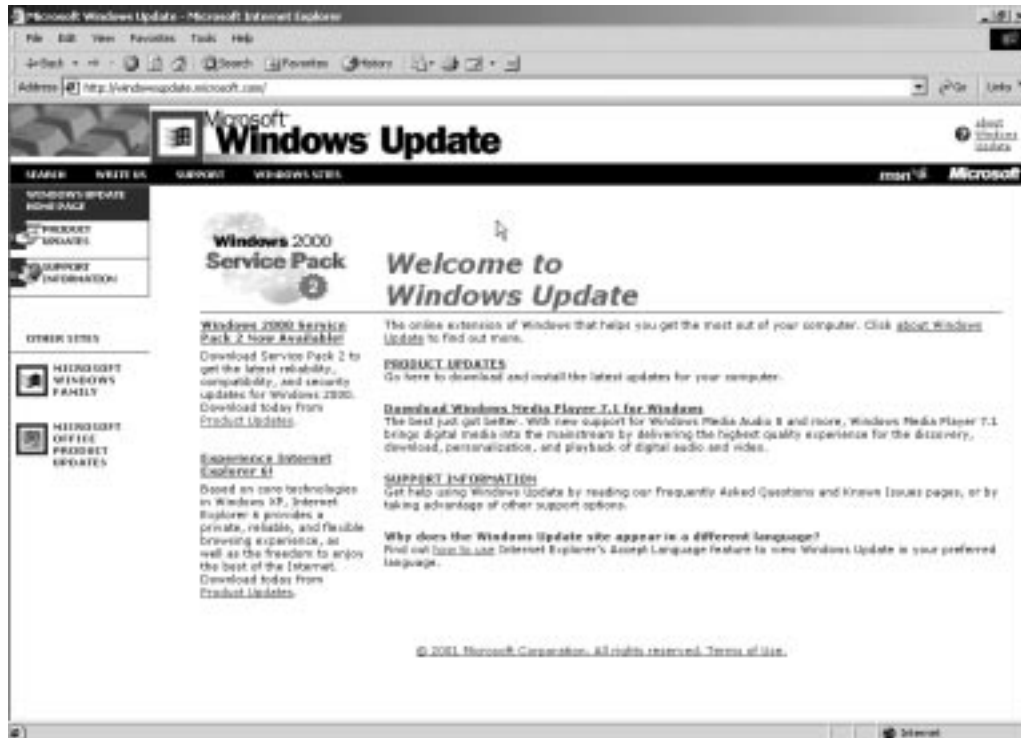 Microsoft Windows Update - Microsoft Internet Explorer
File Edit View Favorites Tools Help
Back Search Favorites History
Address http://windowsupdate.microsoft.com/ Go Links
Microsoft
Windows Update
about
Windows
Update
SEARCH WRITE US SUPPORT WINDOWS SITES msn Microsoft
WINDOWS UPDATE
HOME PAGE
PRODUCT
UPDATES
SUPPORT
INFORMATION
OTHER SITES
MICROSOFT
WINDOWS
FAMILY
MICROSOFT
OFFICE
PRODUCT
UPDATES
Windows 2000
Service Pack
2
Windows 2000 Service
Pack 2 Now Available!
Download Service Pack 2 to
get the latest reliability,
compatibility, and security
updates for Windows 2000.
Download today from
Product Updates.
Experience Internet
Explorer 6!
Based on core technologies
in Windows XP, Internet
Explorer 6 provides a
private, reliable, and flexible
browsing experience, as
well as the freedom to enjoy
the best of the Internet.
Download today from
Product Updates.
Welcome to
Windows Update
The online extension of Windows that helps you get the most out of your computer. Click about Windows
Update to find out more.
PRODUCT UPDATES
Go here to download and install the latest updates for your computer.
Download Windows Media Player 7.1 for Windows
The best just got better. With new support for Windows Media Audio 8 and more, Windows Media Player 7.1
brings digital media into the mainstream by delivering the highest quality experience for the discovery,
download, personalization, and playback of digital audio and video.
SUPPORT INFORMATION
Get help using Windows Update by reading our Frequently Asked Questions and Known Issues pages, or by
taking advantage of other support options.
Why does the Windows Update site appear in a different language?
Find out how to use Internet Explorer's Accept Language feature to view Windows Update in your preferred
language.
© 2001 Microsoft Corporation. All rights reserved. Terms of Use.
Internet